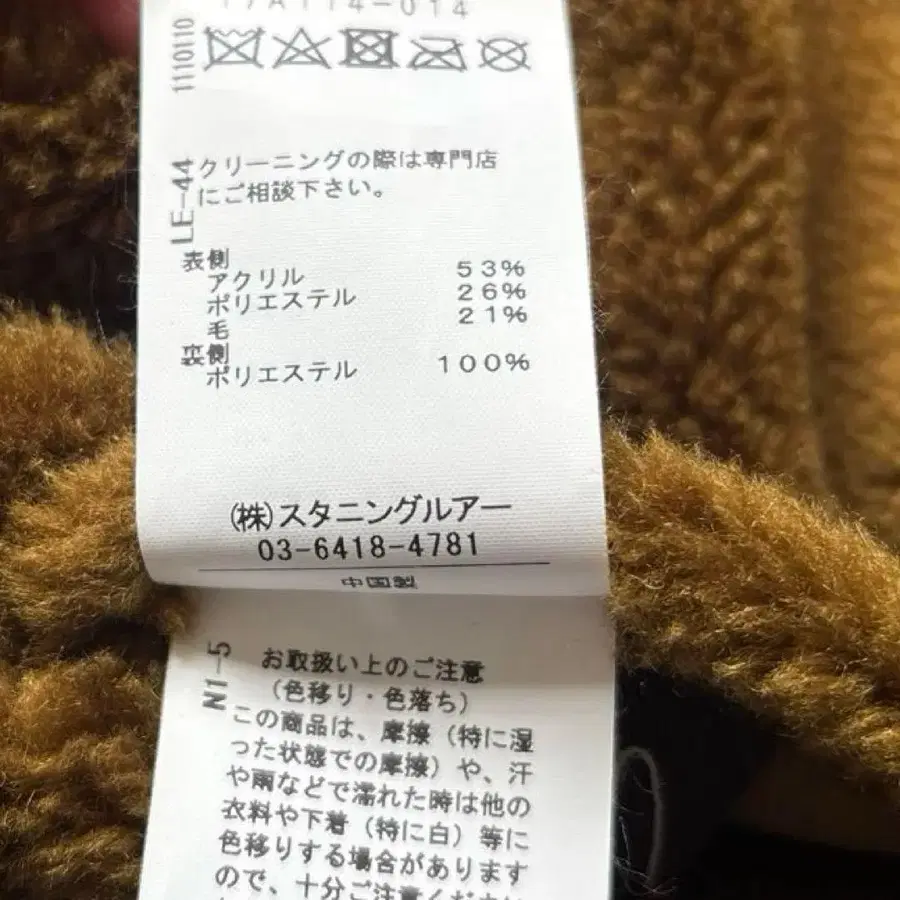 17A114-014
1110110
クリーニングの際は専門店
にご相談下さい。
LE-44
表側
アクリル 53%
ポリエステル 26%
毛 21%
裏側
ポリエステル 100%
(株)スタニングルアー
03-6418-4781
中国製
N1-5
お取扱い上のご注意
(色移り・色落ち)
この商品は、摩擦(特に湿
った状態での摩擦)や、汗
や雨などで濡れた時は他の
衣料や下着(特に白)等に
色移りする場合があります
ので、十分ご注意ください